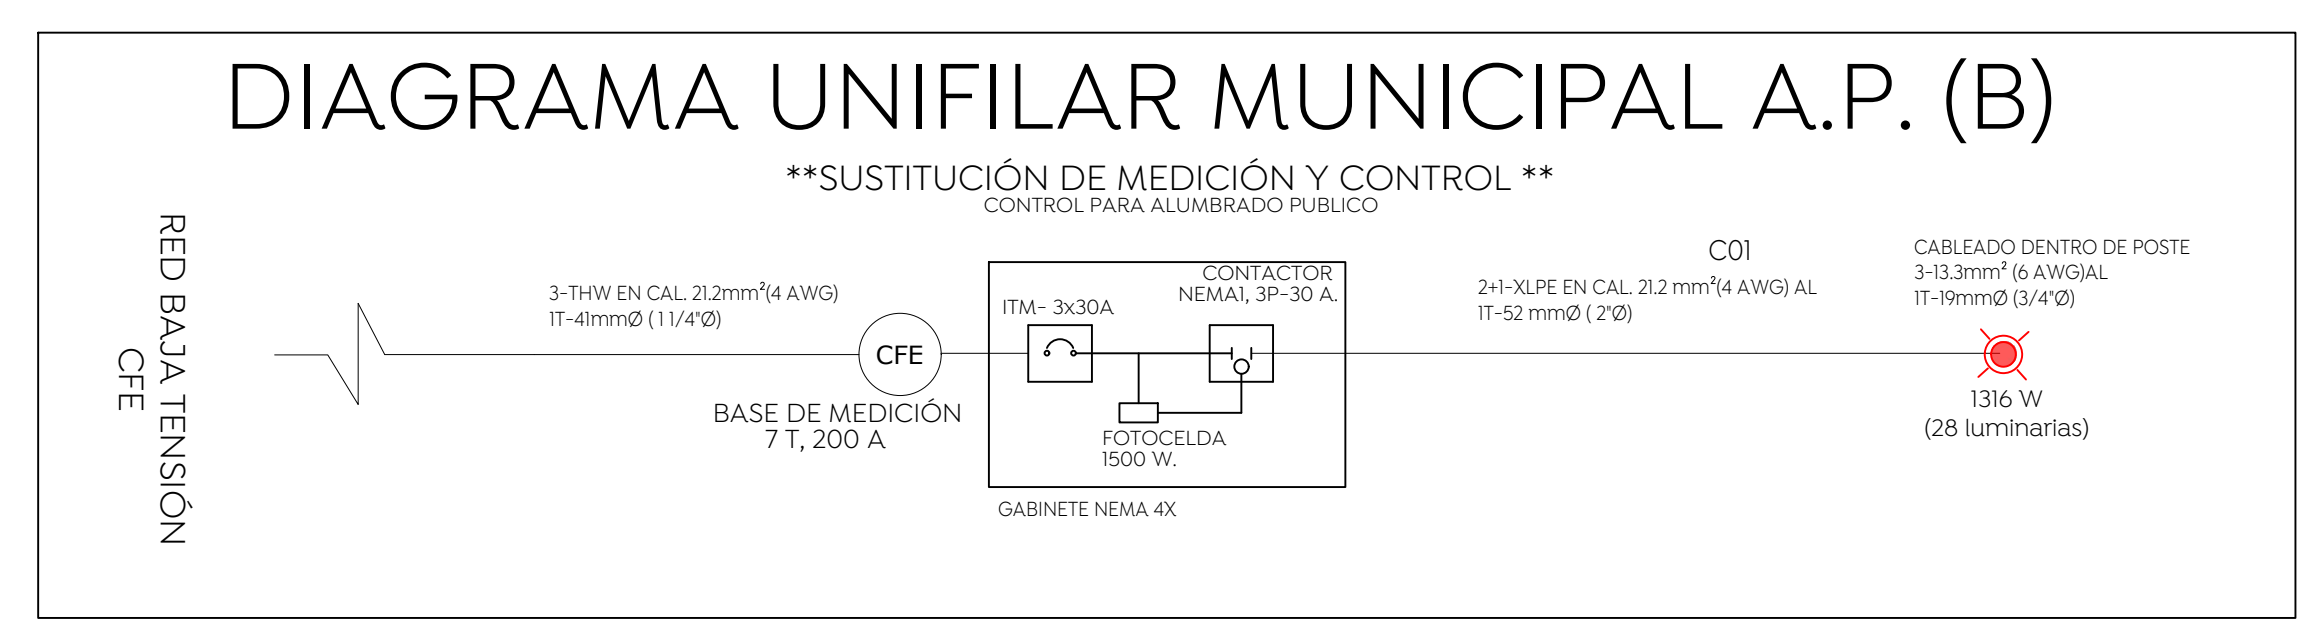 DIAGRAMA UNIFILAR MUNICIPAL A.P. (B)
**SUSTITUCIÓN DE MEDICIÓN Y CONTROL **
CONTROL PARA ALUMBRADO PUBLICO
RED BAJA TENSIÓN
CFE
3-THW EN CAL. 21.2mm²(4 AWG)
1T-41mmØ ( 1 1/4"Ø)
CFE
BASE DE MEDICIÓN
7 T, 200 A
ITM- 3x30A
CONTACTOR
NEMA1, 3P-30 A.
FOTOCELDA
1500 W.
GABINETE NEMA 4X
C01
2+1-XLPE EN CAL. 21.2 mm²(4 AWG) AL
1T-52 mmØ ( 2"Ø)
CABLEADO DENTRO DE POSTE
3-13.3mm² (6 AWG)AL
1T-19mmØ (3/4"Ø)
1316 W
(28 luminarias)